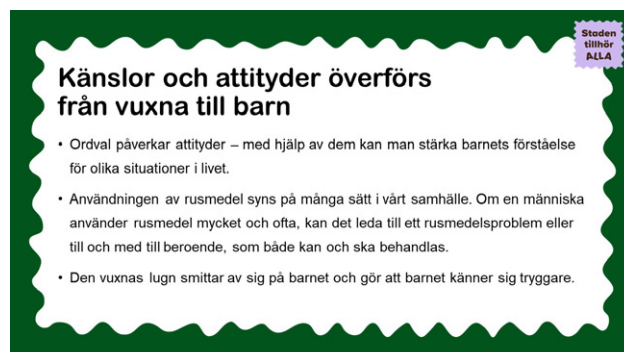 Staden
tillhör
ALLA
Känslor och attityder överförs
från vuxna till barn
• Ordval påverkar attityder – med hjälp av dem kan man stärka barnets förståelse
för olika situationer i livet.
• Användningen av rusmedel syns på många sätt i vårt samhälle. Om en människa
använder rusmedel mycket och ofta, kan det leda till ett rusmedelsproblem eller
till och med till beroende, som både kan och ska behandlas.
• Den vuxnas lugn smittar av sig på barnet och gör att barnet känner sig tryggare.